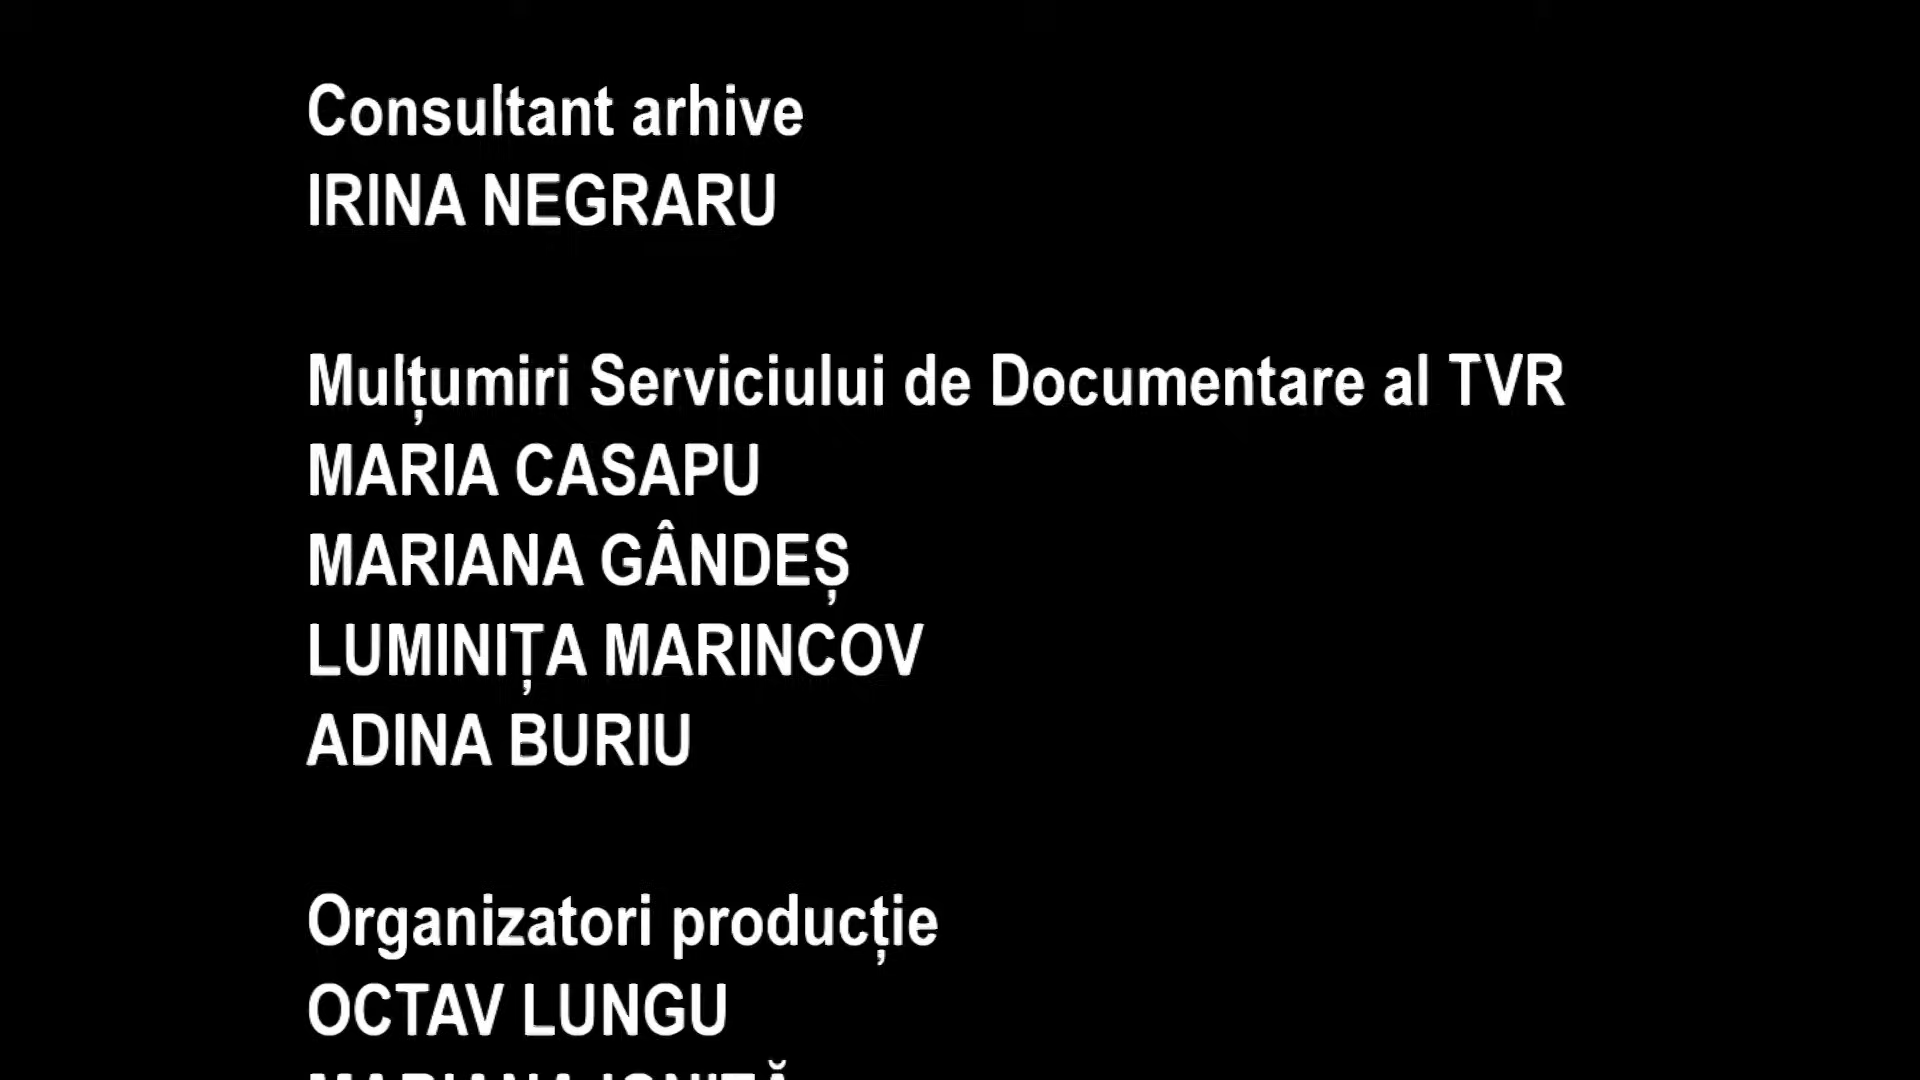 Consultant arhive
IRINA NEGRARU
Mulțumiri Serviciului de Documentare al TVR
MARIA CASAPU
MARIANA GÂNDEȘ
LUMINIȚA MARINCOV
ADINA BURIU
Organizatori producție
OCTAV LUNGU
MARIANA